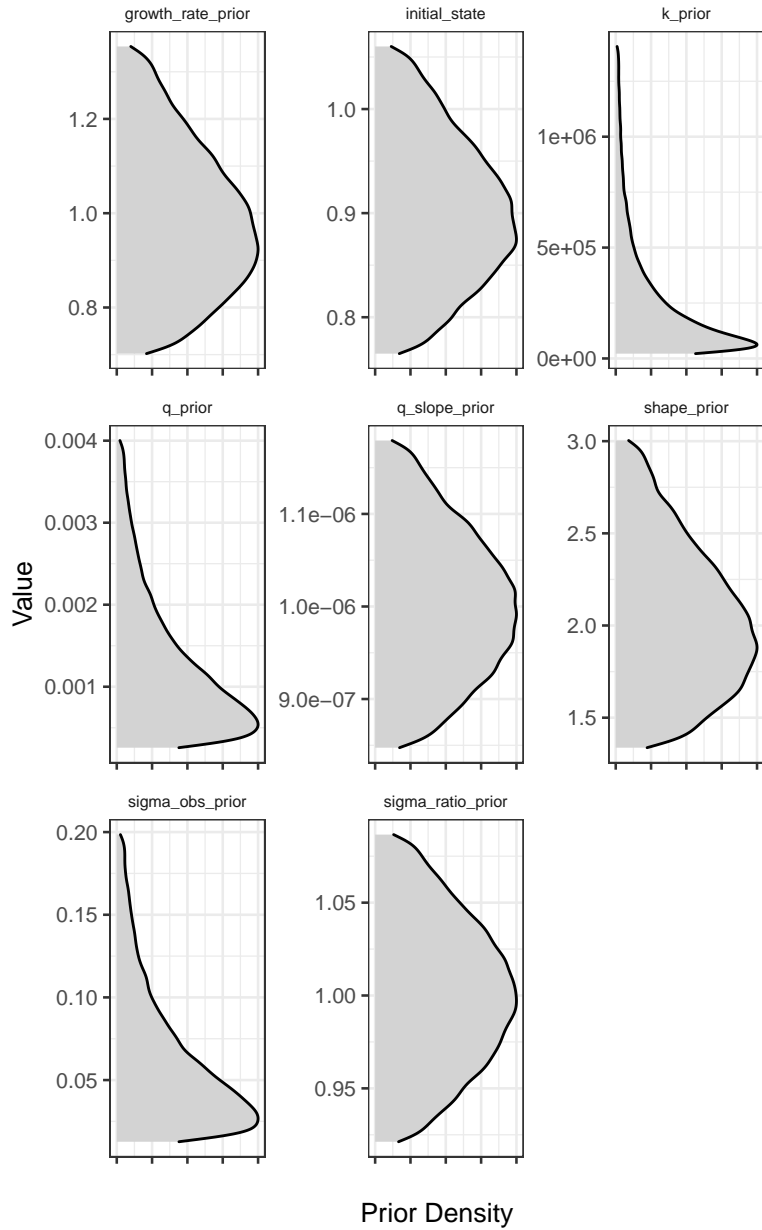 growth_rate_prior
initial_state
k_prior
1.2
1.0
0.8
1.0
0.9
0.8
1e+06
5e+05
0e+00
q_prior
q_slope_prior
shape_prior
0.004
0.003
0.002
0.001
1.1e−06
1.0e−06
9.0e−07
3.0
2.5
2.0
1.5
sigma_obs_prior
sigma_ratio_prior
0.20
0.15
0.10
0.05
1.05
1.00
0.95
Value
Prior Density